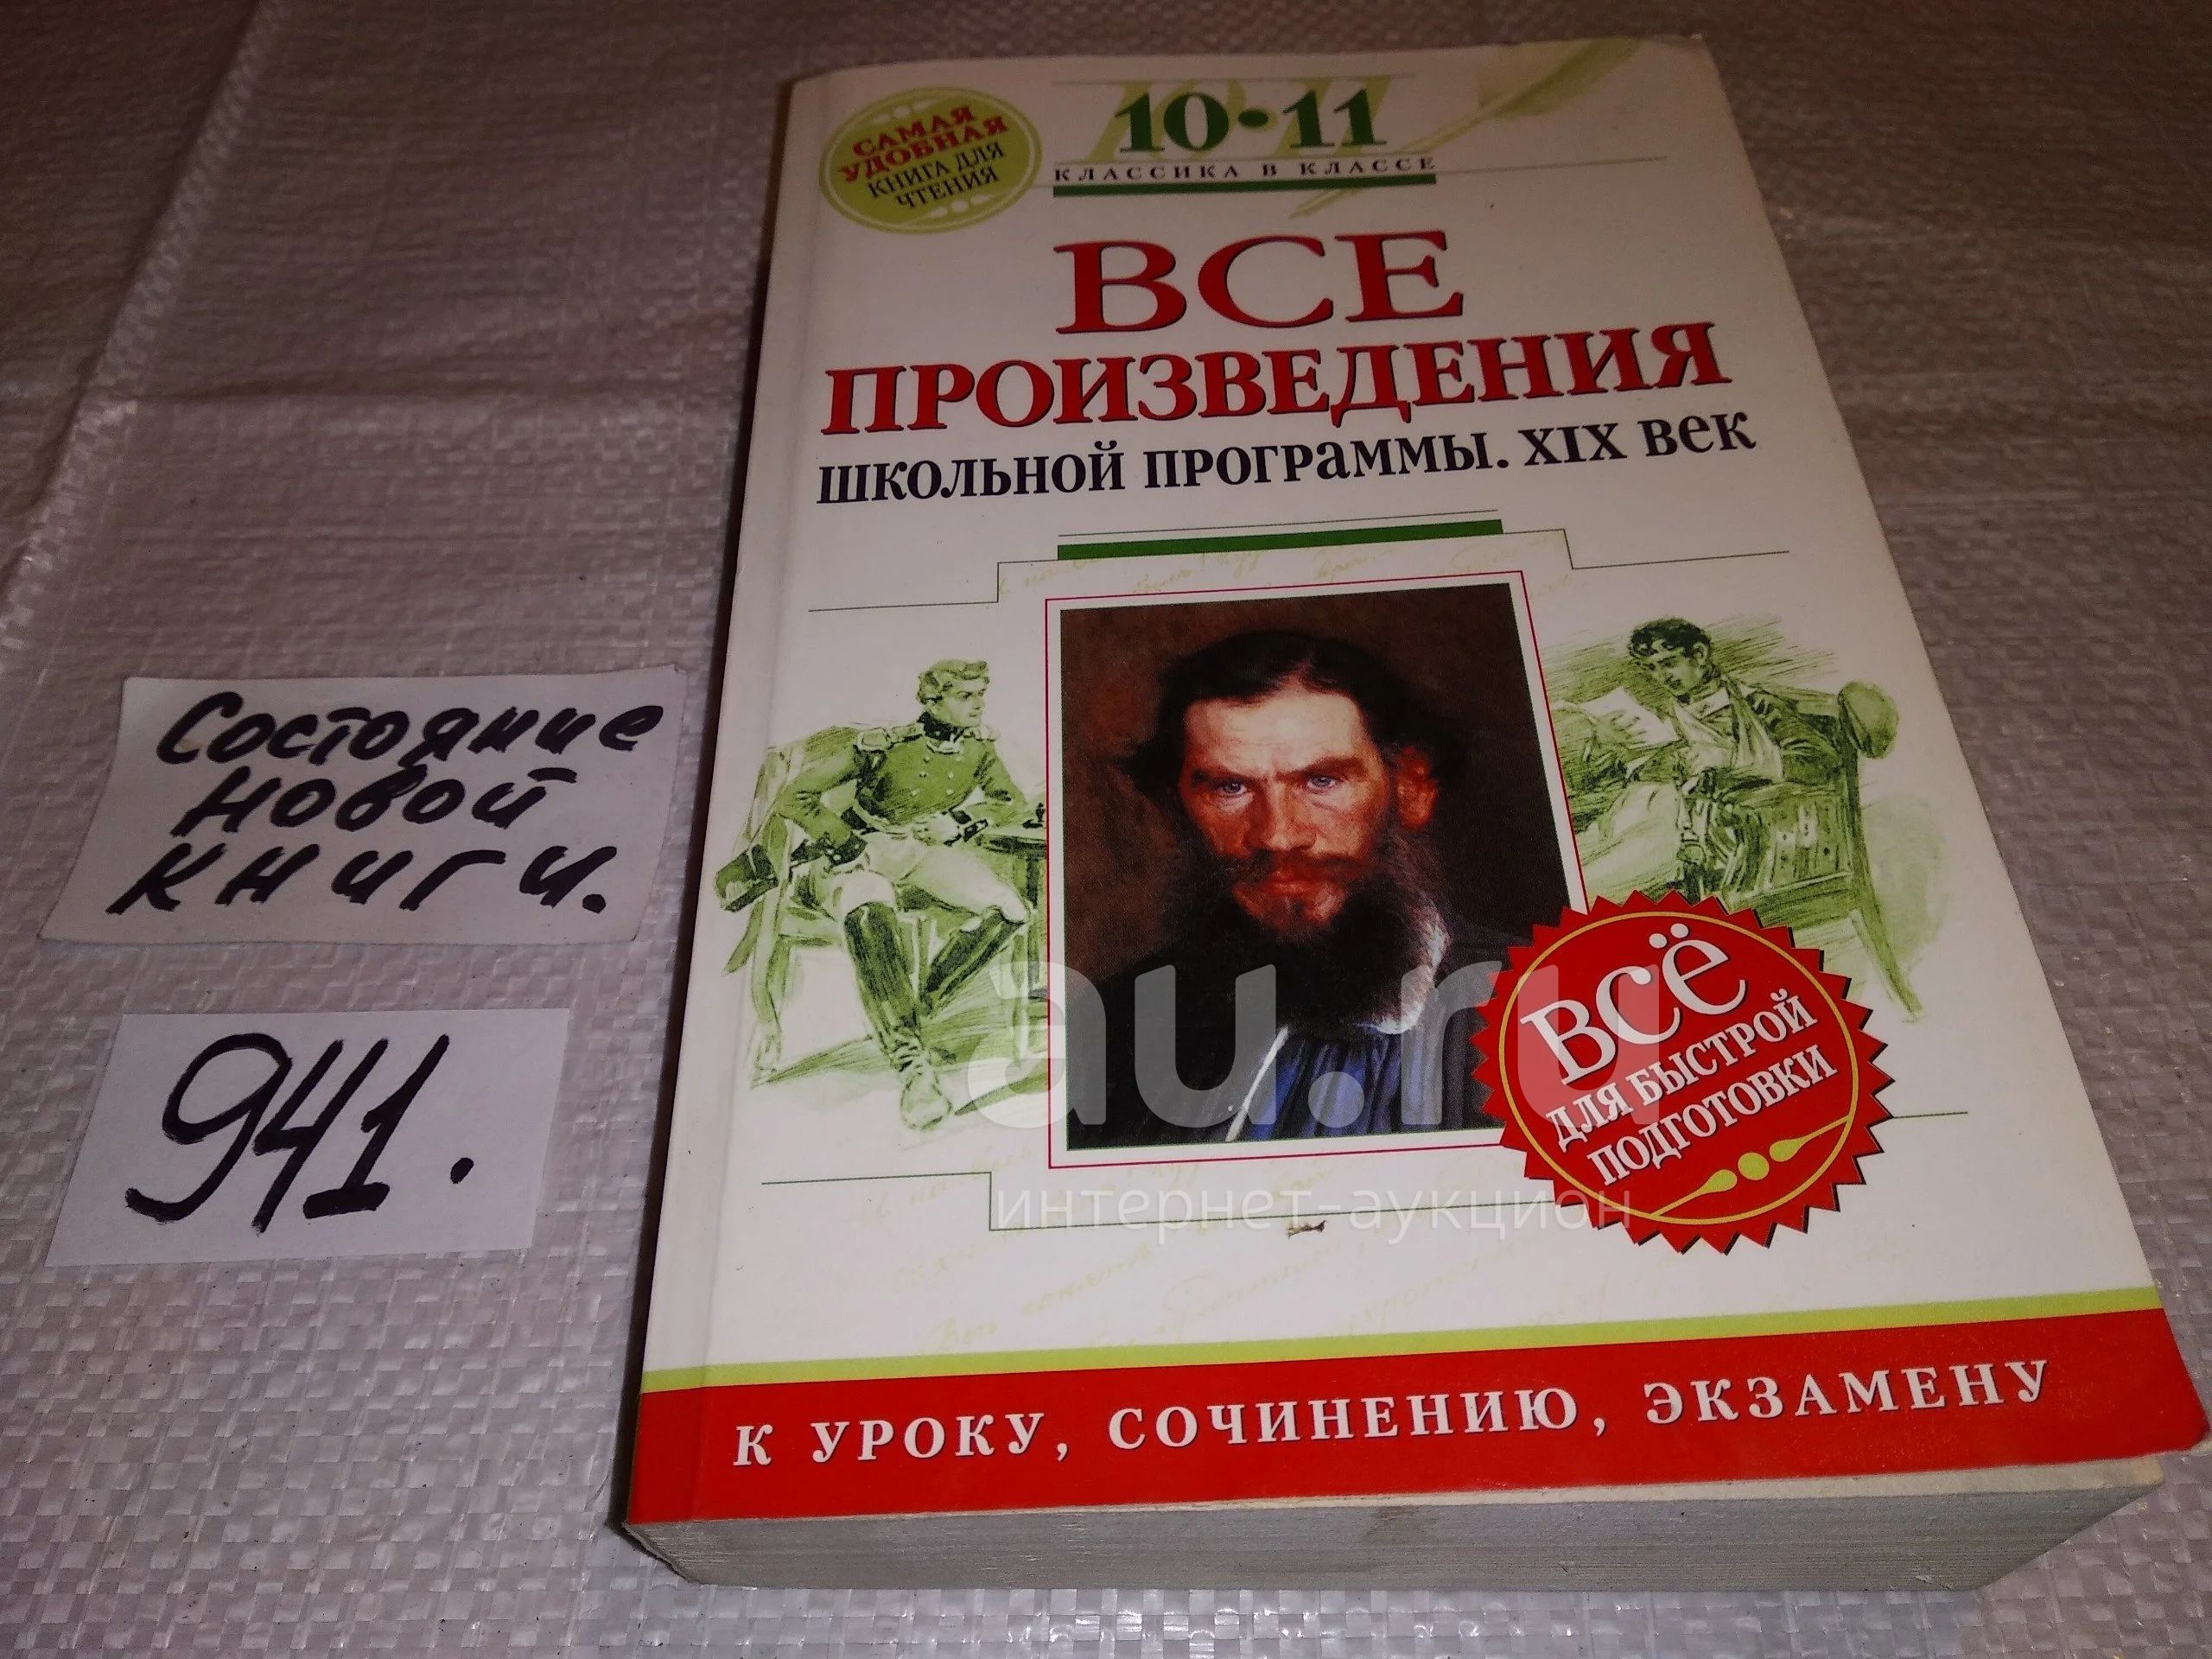 САМАЯ
УДОБНАЯ
КНИГА ДЛЯ
ЧТЕНИЯ
10•11
КЛАССИКА В КЛАССЕ
ВСЕ
ПРОИЗВЕДЕНИЯ
ШКОЛЬНОЙ ПРОГРАММЫ. XIX ВЕК
Состояние
новой
книги.
941.
ВСЁ
ДЛЯ БЫСТРОЙ
ПОДГОТОВКИ
au.ru
интернет-аукцион
К УРОКУ, СОЧИНЕНИЮ, ЭКЗАМЕНУ